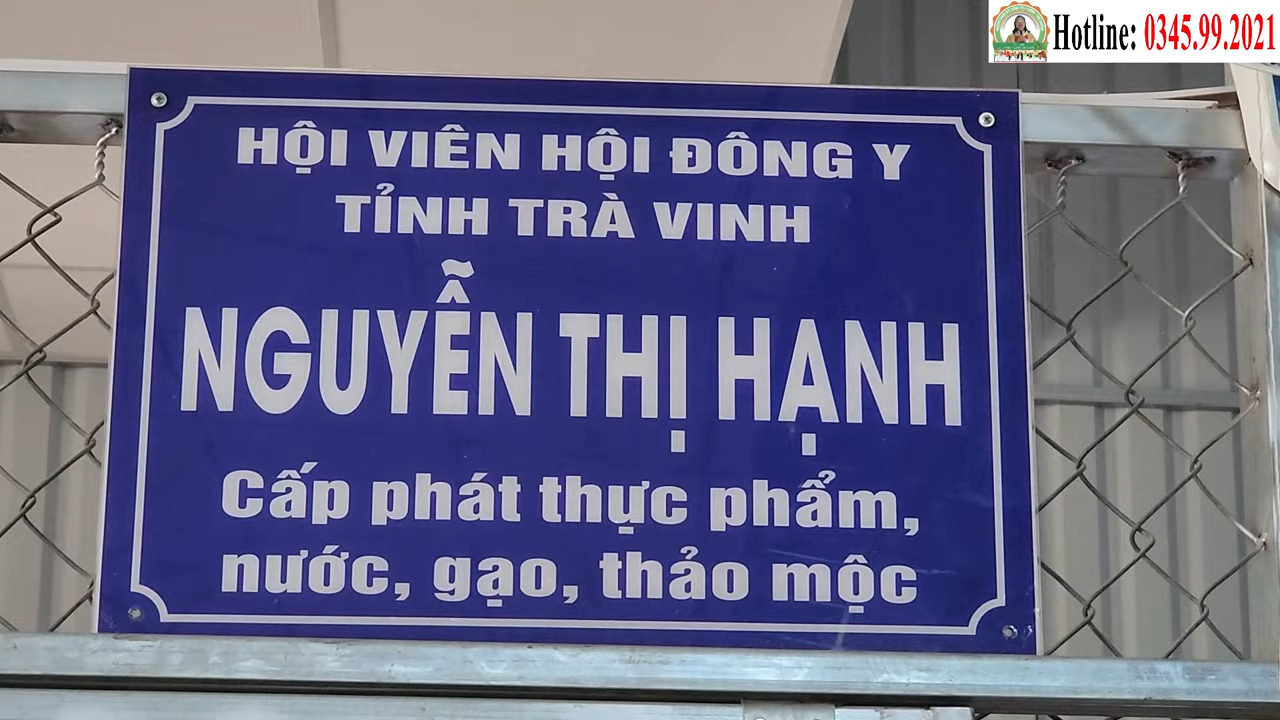 Hotline: 0345.99.2021
HỘI VIÊN HỘI ĐÔNG Y
TỈNH TRÀ VINH
NGUYỄN THỊ HẠNH
Cấp phát thực phẩm,
nước, gạo, thảo mộc